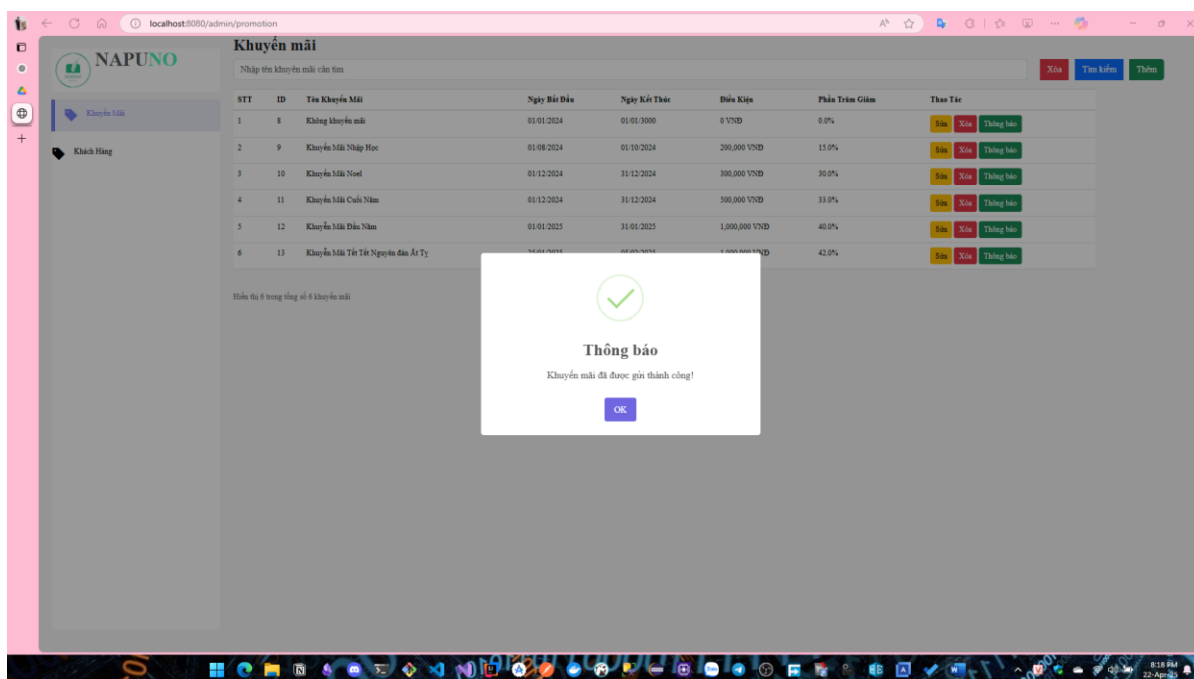 localhost:8080/admin/promotion
NAPUNO
Khuyến Mãi
Khách Hàng
Khuyến mãi
Nhập tên khuyến mãi cần tìm
Xóa Tìm kiếm Thêm
STT ID Tên Khuyến Mãi Ngày Bắt Đầu Ngày Kết Thúc Điều Kiện Phần Trăm Giảm Thao Tác
1 8 Không khuyến mãi 01/01/2024 01/01/3000 0 VNĐ 0.0% Sửa Xóa Thông báo
2 9 Khuyến Mãi Nhập Học 01/08/2024 01/10/2024 200,000 VNĐ 15.0% Sửa Xóa Thông báo
3 10 Khuyến Mãi Noel 01/12/2024 31/12/2024 300,000 VNĐ 30.0% Sửa Xóa Thông báo
4 11 Khuyến Mãi Cuối Năm 01/12/2024 31/12/2024 500,000 VNĐ 33.0% Sửa Xóa Thông báo
5 12 Khuyến Mãi Đầu Năm 01/01/2025 31/01/2025 1,000,000 VNĐ 40.0% Sửa Xóa Thông báo
6 13 Khuyễn Mãi Tết Tết Nguyên đán Ất Tỵ 42.0% Sửa Xóa Thông báo
Hiển thị 6 trong tổng số 6 khuyến mãi
Thông báo
Khuyến mãi đã được gửi thành công!
OK
8:18 PM
22-Apr-25